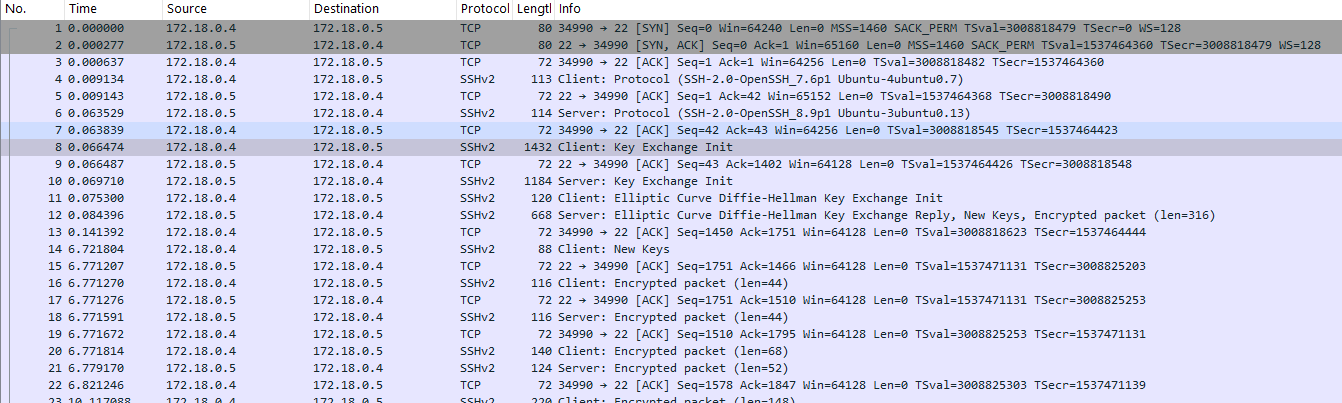 No. Time Source Destination Protocol Lengtl Info
1 0.000000 172.18.0.4 172.18.0.5 TCP 80 34990 → 22 [SYN] Seq=0 Win=64240 Len=0 MSS=1460 SACK_PERM TSval=3008818479 TSecr=0 WS=128
2 0.000277 172.18.0.5 172.18.0.4 TCP 80 22 → 34990 [SYN, ACK] Seq=0 Ack=1 Win=65160 Len=0 MSS=1460 SACK_PERM TSval=1537464360 TSecr=3008818479 WS=128
3 0.000637 172.18.0.4 172.18.0.5 TCP 72 34990 → 22 [ACK] Seq=1 Ack=1 Win=64256 Len=0 TSval=3008818482 TSecr=1537464360
4 0.009134 172.18.0.4 172.18.0.5 SSHv2 113 Client: Protocol (SSH-2.0-OpenSSH_7.6p1 Ubuntu-4ubuntu0.7)
5 0.009143 172.18.0.5 172.18.0.4 TCP 72 22 → 34990 [ACK] Seq=1 Ack=42 Win=65152 Len=0 TSval=1537464368 TSecr=3008818490
6 0.063529 172.18.0.5 172.18.0.4 SSHv2 114 Server: Protocol (SSH-2.0-OpenSSH_8.9p1 Ubuntu-3ubuntu0.13)
7 0.063839 172.18.0.4 172.18.0.5 TCP 72 34990 → 22 [ACK] Seq=42 Ack=43 Win=64256 Len=0 TSval=3008818545 TSecr=1537464423
8 0.066474 172.18.0.4 172.18.0.5 SSHv2 1432 Client: Key Exchange Init
9 0.066487 172.18.0.5 172.18.0.4 TCP 72 22 → 34990 [ACK] Seq=43 Ack=1402 Win=64128 Len=0 TSval=1537464426 TSecr=3008818548
10 0.069710 172.18.0.5 172.18.0.4 SSHv2 1184 Server: Key Exchange Init
11 0.075300 172.18.0.4 172.18.0.5 SSHv2 120 Client: Elliptic Curve Diffie-Hellman Key Exchange Init
12 0.084396 172.18.0.5 172.18.0.4 SSHv2 668 Server: Elliptic Curve Diffie-Hellman Key Exchange Reply, New Keys, Encrypted packet (len=316)
13 0.141392 172.18.0.4 172.18.0.5 TCP 72 34990 → 22 [ACK] Seq=1450 Ack=1751 Win=64128 Len=0 TSval=3008818623 TSecr=1537464444
14 6.721804 172.18.0.4 172.18.0.5 SSHv2 88 Client: New Keys
15 6.771207 172.18.0.5 172.18.0.4 TCP 72 22 → 34990 [ACK] Seq=1751 Ack=1466 Win=64128 Len=0 TSval=1537471131 TSecr=3008825203
16 6.771270 172.18.0.4 172.18.0.5 SSHv2 116 Client: Encrypted packet (len=44)
17 6.771276 172.18.0.5 172.18.0.4 TCP 72 22 → 34990 [ACK] Seq=1751 Ack=1510 Win=64128 Len=0 TSval=1537471131 TSecr=3008825253
18 6.771591 172.18.0.5 172.18.0.4 SSHv2 116 Server: Encrypted packet (len=44)
19 6.771672 172.18.0.4 172.18.0.5 TCP 72 34990 → 22 [ACK] Seq=1510 Ack=1795 Win=64128 Len=0 TSval=3008825253 TSecr=1537471131
20 6.771814 172.18.0.4 172.18.0.5 SSHv2 140 Client: Encrypted packet (len=68)
21 6.779170 172.18.0.5 172.18.0.4 SSHv2 124 Server: Encrypted packet (len=52)
22 6.821246 172.18.0.4 172.18.0.5 TCP 72 34990 → 22 [ACK] Seq=1578 Ack=1847 Win=64128 Len=0 TSval=3008825303 TSecr=1537471139
23 10.117088 172.18.0.4 172.18.0.5 SSHv2 220 Client: Encrypted packet (len=148)